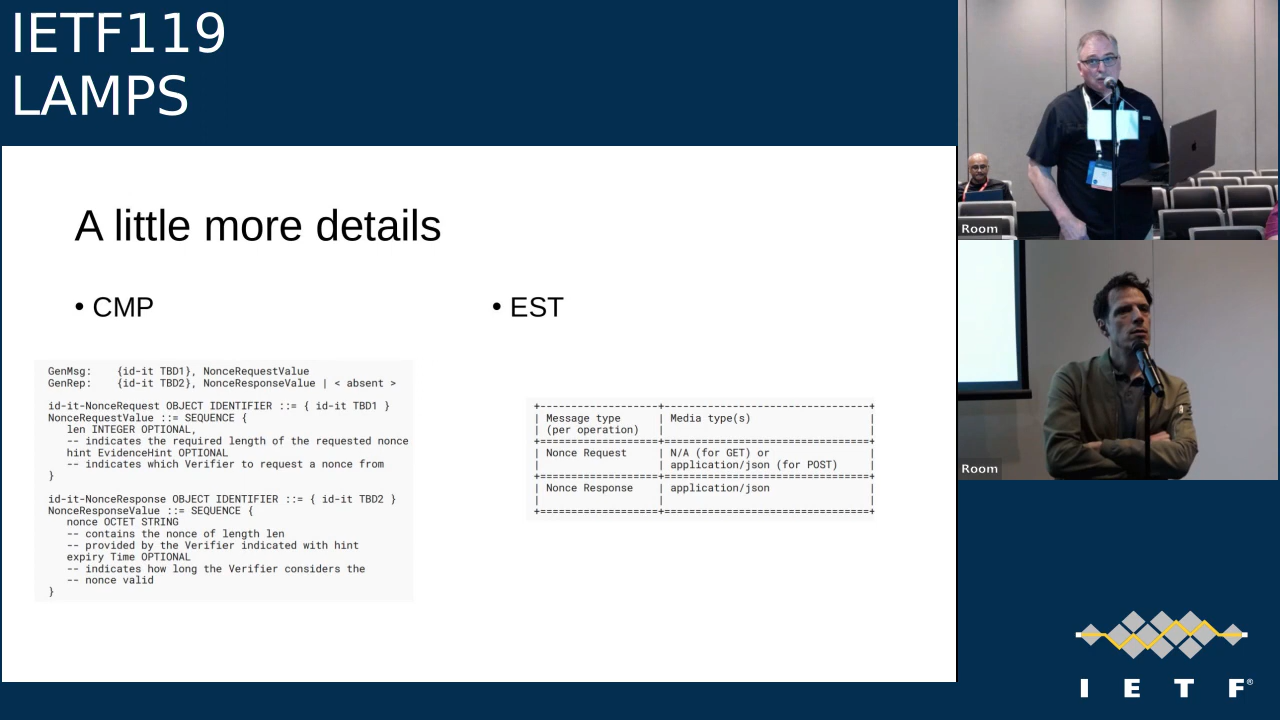 IETF119
LAMPS
A little more details
• CMP
GenMsg:    {id-it TBD1}, NonceRequestValue
GenRep:    {id-it TBD2}, NonceResponseValue | < absent >
id-it-NonceRequest OBJECT IDENTIFIER ::= { id-it TBD1 }
NonceRequestValue ::= SEQUENCE {
   len INTEGER OPTIONAL,
   -- indicates the required length of the requested nonce
   hint EvidenceHint OPTIONAL
   -- indicates which Verifier to request a nonce from
}
id-it-NonceResponse OBJECT IDENTIFIER ::= { id-it TBD2 }
NonceResponseValue ::= SEQUENCE {
   nonce OCTET STRING
   -- contains the nonce of length len
   -- provided by the Verifier indicated with hint
   expiry Time OPTIONAL
   -- indicates how long the Verifier considers the
   -- nonce valid
}
• EST
+-------------------+--------------------------------+
| Message type      | Media type(s)                  |
| (per operation)   |                                |
+===================+================================+
| Nonce Request     | N/A (for GET) or               |
|                   | application/json (for POST)    |
+===================+================================+
| Nonce Response    | application/json               |
|                   |                                |
+===================+================================+
Room
Room
I E T F®